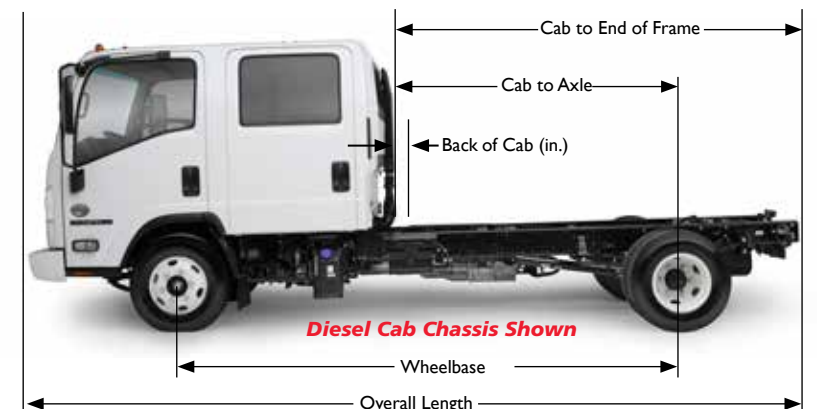 Cab to End of Frame
Cab to Axle
Back of Cab (in.)
Diesel Cab Chassis Shown
Wheelbase
Overall Length